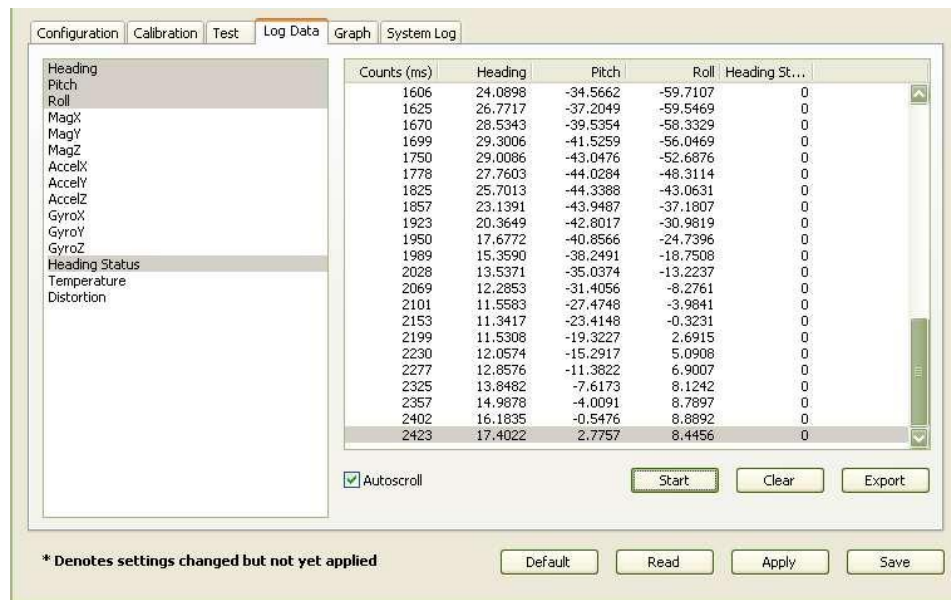 Configuration Calibration Test Log Data Graph System Log
Heading
Pitch
Roll
MagX
MagY
MagZ
AccelX
AccelY
AccelZ
GyroX
GyroY
GyroZ
Heading Status
Temperature
Distortion
Counts (ms) Heading Pitch Roll Heading St...
1606 24.0898 -34.5662 -59.7107 0
1625 26.7717 -37.2049 -59.5469 0
1670 28.5343 -39.5354 -58.3329 0
1699 29.3006 -41.5259 -56.0469 0
1750 29.0086 -43.0476 -52.6876 0
1778 27.7603 -44.0284 -48.3114 0
1825 25.7013 -44.3388 -43.0631 0
1857 23.1391 -43.9487 -37.1807 0
1923 20.3649 -42.8017 -30.9819 0
1950 17.6772 -40.8566 -24.7396 0
1989 15.3590 -38.2491 -18.7508 0
2028 13.5371 -35.0374 -13.2237 0
2069 12.2853 -31.4056 -8.2761 0
2101 11.5583 -27.4748 -3.9841 0
2153 11.3417 -23.4148 -0.3231 0
2199 11.5308 -19.3227 2.6915 0
2230 12.0574 -15.2917 5.0908 0
2277 12.8576 -11.3822 6.9007 0
2325 13.8482 -7.6173 8.1242 0
2357 14.9878 -4.0091 8.7897 0
2402 16.1835 -0.5476 8.8892 0
2423 17.4022 2.7757 8.4456 0
Autoscroll Start Clear Export
* Denotes settings changed but not yet applied Default Read Apply Save